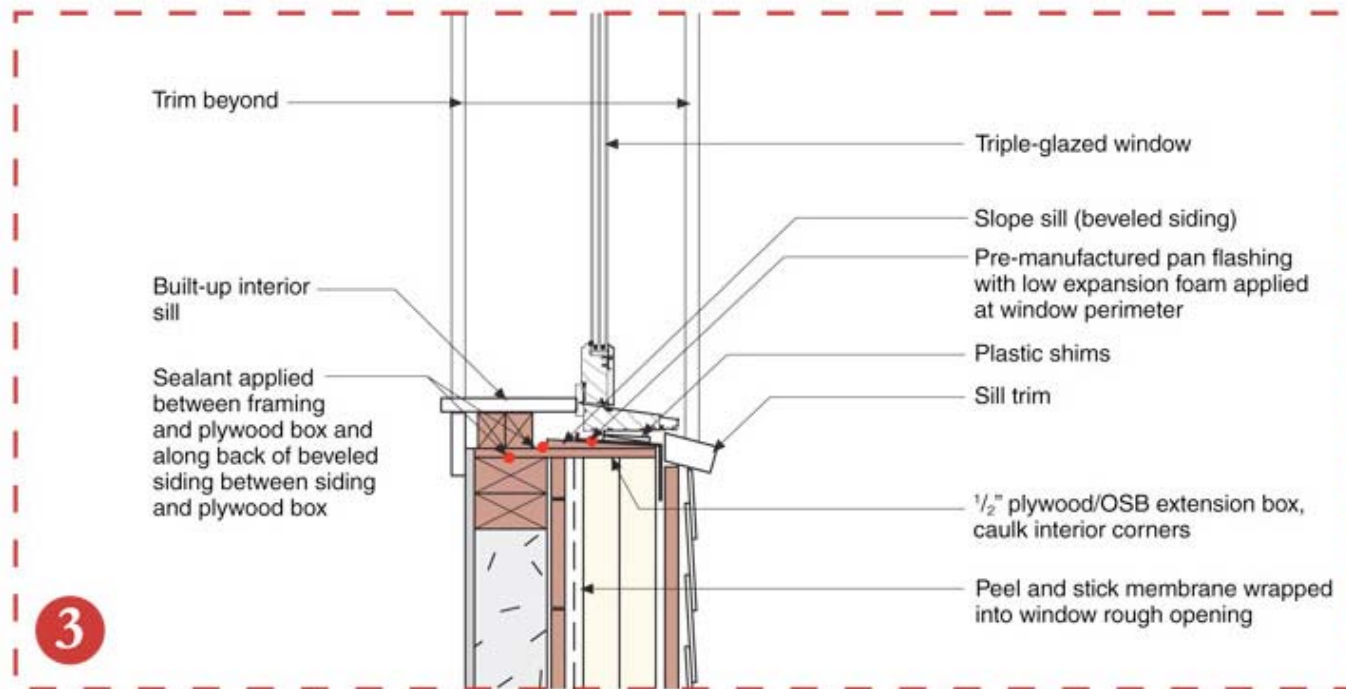 Trim beyond
Built-up interior
sill
Sealant applied
between framing
and plywood box and
along back of beveled
siding between siding
and plywood box
Triple-glazed window
Slope sill (beveled siding)
Pre-manufactured pan flashing
with low expansion foam applied
at window perimeter
Plastic shims
Sill trim
1/2" plywood/OSB extension box,
caulk interior corners
Peel and stick membrane wrapped
into window rough opening
3